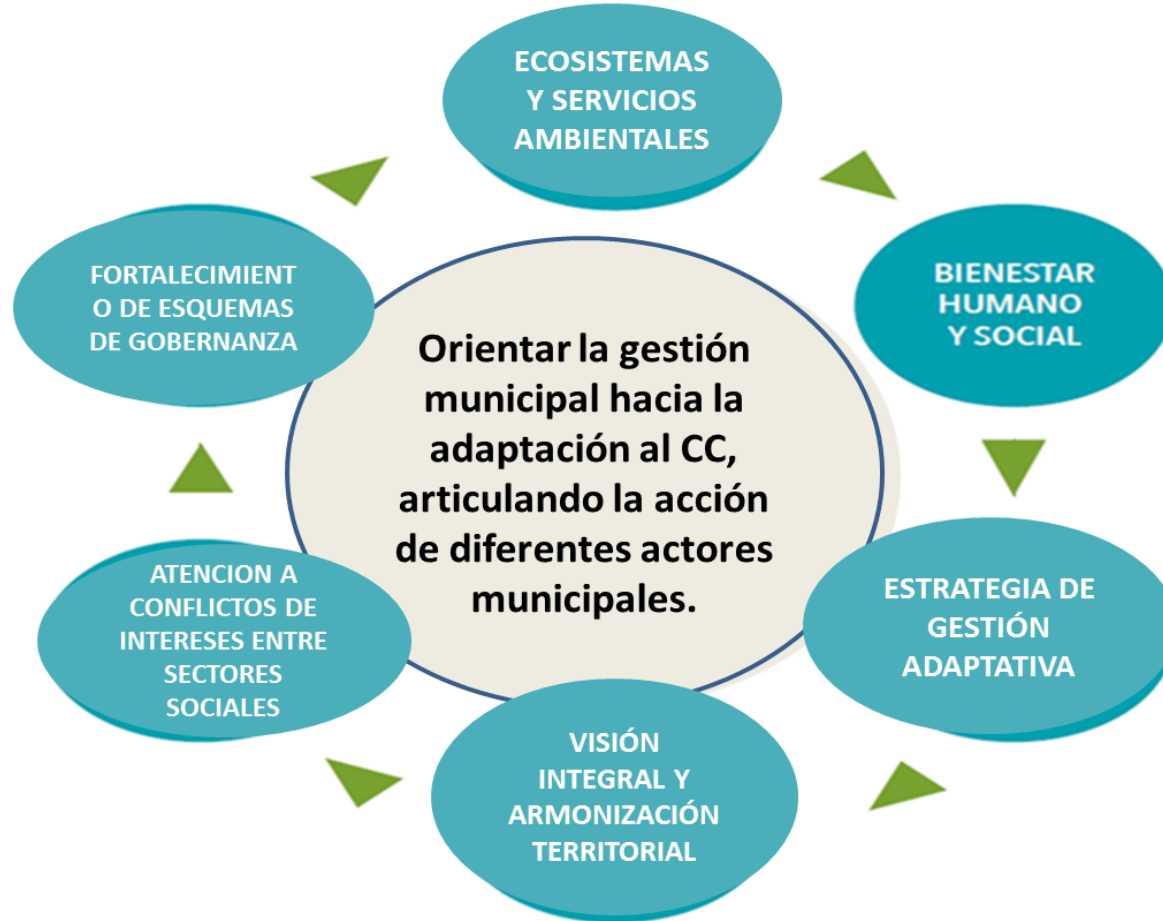 ECOSISTEMAS
Y SERVICIOS
AMBIENTALES
BIENESTAR
HUMANO
Y SOCIAL
ESTRATEGIA DE
GESTIÓN
ADAPTATIVA
VISIÓN
INTEGRAL Y
ARMONIZACIÓN
TERRITORIAL
ATENCION A
CONFLICTOS DE
INTERESES ENTRE
SECTORES
SOCIALES
FORTALECIMIENT
O DE ESQUEMAS
DE GOBERNANZA
Orientar la gestión
municipal hacia la
adaptación al CC,
articulando la acción
de diferentes actores
municipales.